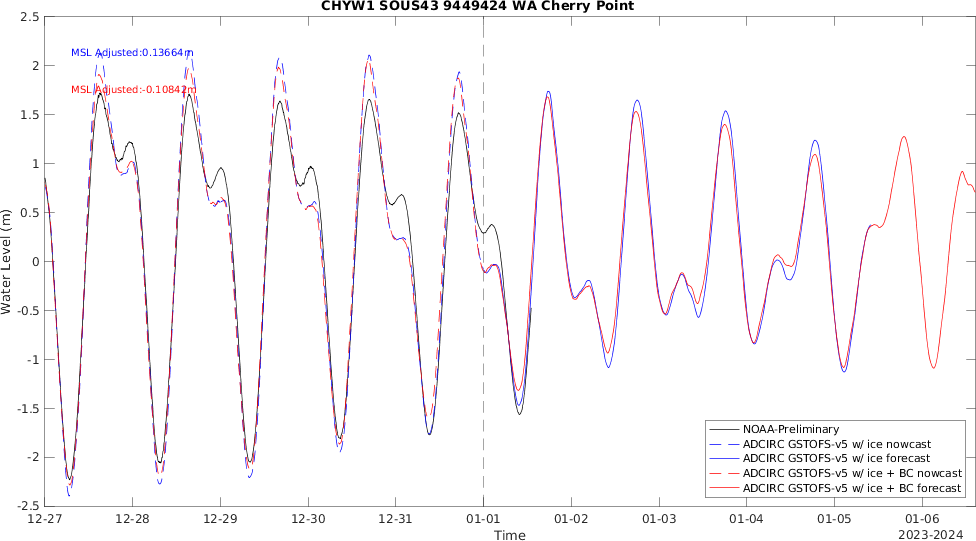 CHYW1 SOUS43 9449424 WA Cherry Point
2.5
2
1.5
1
0.5
0
-0.5
-1
-1.5
-2
-2.5
Water Level (m)
MSL Adjusted:0.13664m
MSL Adjusted:-0.10842m
NOAA-Preliminary
ADCIRC GSTOFS-v5 w/ ice nowcast
ADCIRC GSTOFS-v5 w/ ice forecast
ADCIRC GSTOFS-v5 w/ ice + BC nowcast
ADCIRC GSTOFS-v5 w/ ice + BC forecast
12-27 12-28 12-29 12-30 12-31 01-01 01-02 01-03 01-04 01-05 01-06
Time
2023-2024